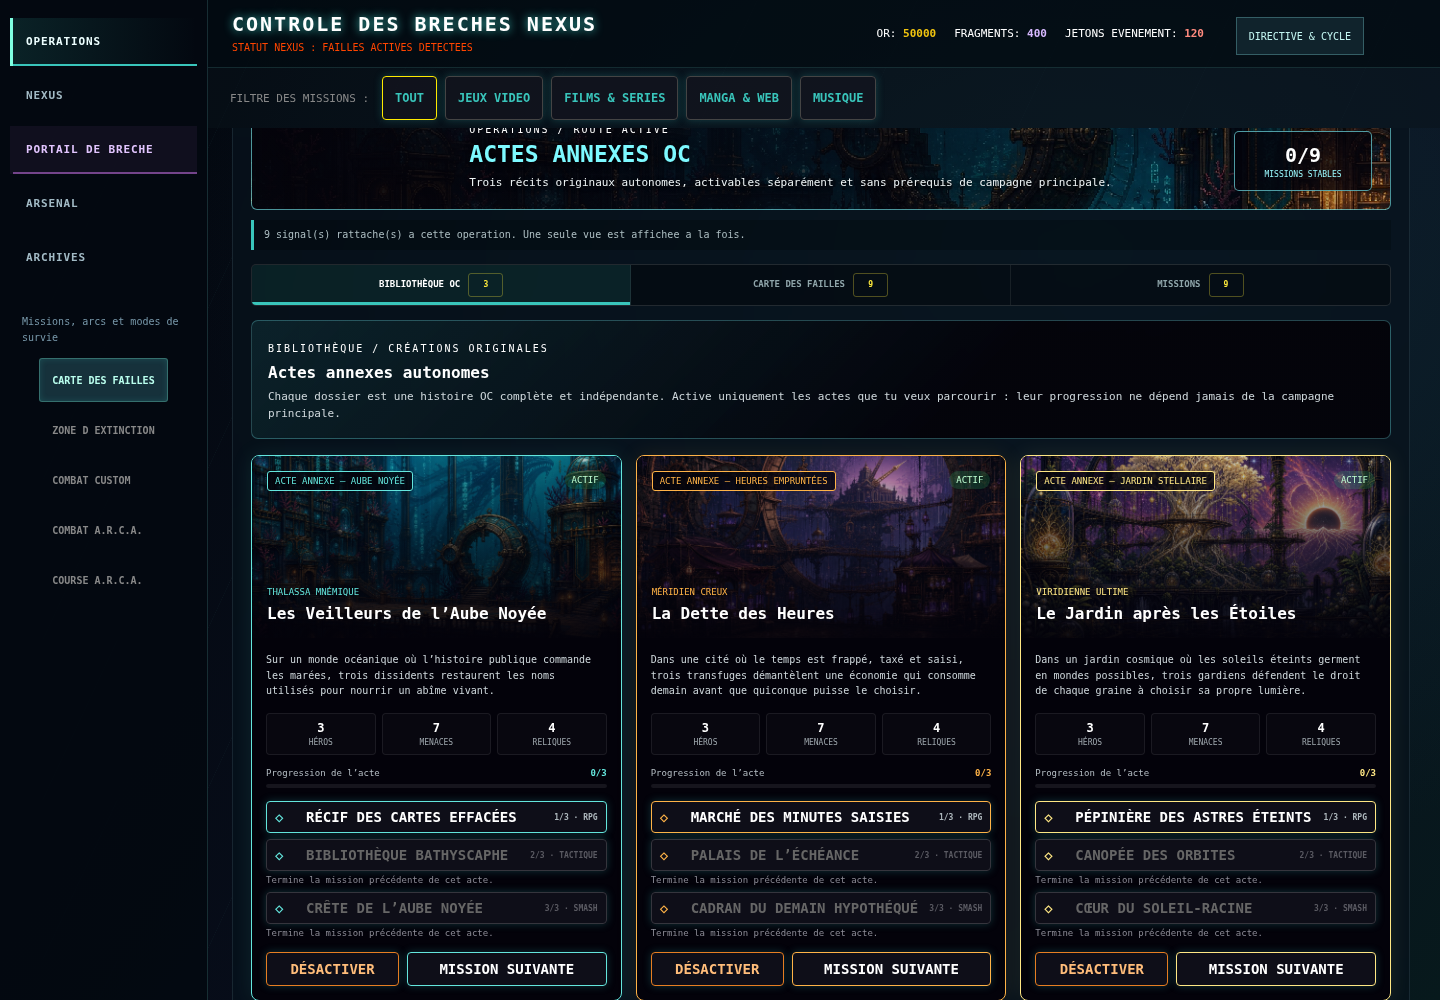 OPERATIONS
NEXUS
PORTAIL DE BRECHE
ARSENAL
ARCHIVES
Missions, arcs et modes de
survie
CARTE DES FAILLES
ZONE D EXTINCTION
COMBAT CUSTOM
COMBAT A.R.C.A.
COURSE A.R.C.A.
CONTROLE DES BRECHES NEXUS
STATUT NEXUS : FAILLES ACTIVES DETECTEES
OR: 50000 FRAGMENTS: 400 JETONS EVENEMENT: 120
DIRECTIVE & CYCLE
FILTRE DES MISSIONS : TOUT JEUX VIDEO FILMS & SERIES MANGA & WEB MUSIQUE
OPERATIONS / ROUTE ACTIVE
ACTES ANNEXES OC
Trois récits originaux autonomes, activables séparément et sans prérequis de campagne principale.
0/9
MISSIONS STABLES
9 signal(s) rattache(s) a cette operation. Une seule vue est affichee a la fois.
BIBLIOTHÈQUE OC 3
CARTE DES FAILLES 9
MISSIONS 9
BIBLIOTHÈQUE / CRÉATIONS ORIGINALES
Actes annexes autonomes
Chaque dossier est une histoire OC complète et indépendante. Active uniquement les actes que tu veux parcourir : leur progression ne dépend jamais de la campagne
principale.
ACTE ANNEXE — AUBE NOYÉE
ACTIF
THALASSA MNÉMIQUE
Les Veilleurs de l’Aube Noyée
Sur un monde océanique où l’histoire publique commande
les marées, trois dissidents restaurent les noms
utilisés pour nourrir un abîme vivant.
3 7 4
HÉROS MENACES RELIQUES
Progression de l’acte 0/3
◇ RÉCIF DES CARTES EFFACÉES 1/3 · RPG
◇ BIBLIOTHÈQUE BATHYSCAPHE 2/3 · TACTIQUE
Termine la mission précédente de cet acte.
◇ CRÊTE DE L’AUBE NOYÉE 3/3 · SMASH
Termine la mission précédente de cet acte.
DÉSACTIVER MISSION SUIVANTE
ACTE ANNEXE — HEURES EMPRUNTÉES
ACTIF
MÉRIDIEN CREUX
La Dette des Heures
Dans une cité où le temps est frappé, taxé et saisi,
trois transfuges démantèlent une économie qui consomme
demain avant que quiconque puisse le choisir.
3 7 4
HÉROS MENACES RELIQUES
Progression de l’acte 0/3
◇ MARCHÉ DES MINUTES SAISIES 1/3 · RPG
◇ PALAIS DE L’ÉCHÉANCE 2/3 · TACTIQUE
Termine la mission précédente de cet acte.
◇ CADRAN DU DEMAIN HYPOTHÉQUÉ 3/3 · SMASH
Termine la mission précédente de cet acte.
DÉSACTIVER MISSION SUIVANTE
ACTE ANNEXE — JARDIN STELLAIRE
ACTIF
VIRIDIENNE ULTIME
Le Jardin après les Étoiles
Dans un jardin cosmique où les soleils éteints germent
en mondes possibles, trois gardiens défendent le droit
de chaque graine à choisir sa propre lumière.
3 7 4
HÉROS MENACES RELIQUES
Progression de l’acte 0/3
◇ PÉPINIÈRE DES ASTRES ÉTEINTS 1/3 · RPG
◇ CANOPÉE DES ORBITES 2/3 · TACTIQUE
Termine la mission précédente de cet acte.
◇ CŒUR DU SOLEIL-RACINE 3/3 · SMASH
Termine la mission précédente de cet acte.
DÉSACTIVER MISSION SUIVANTE